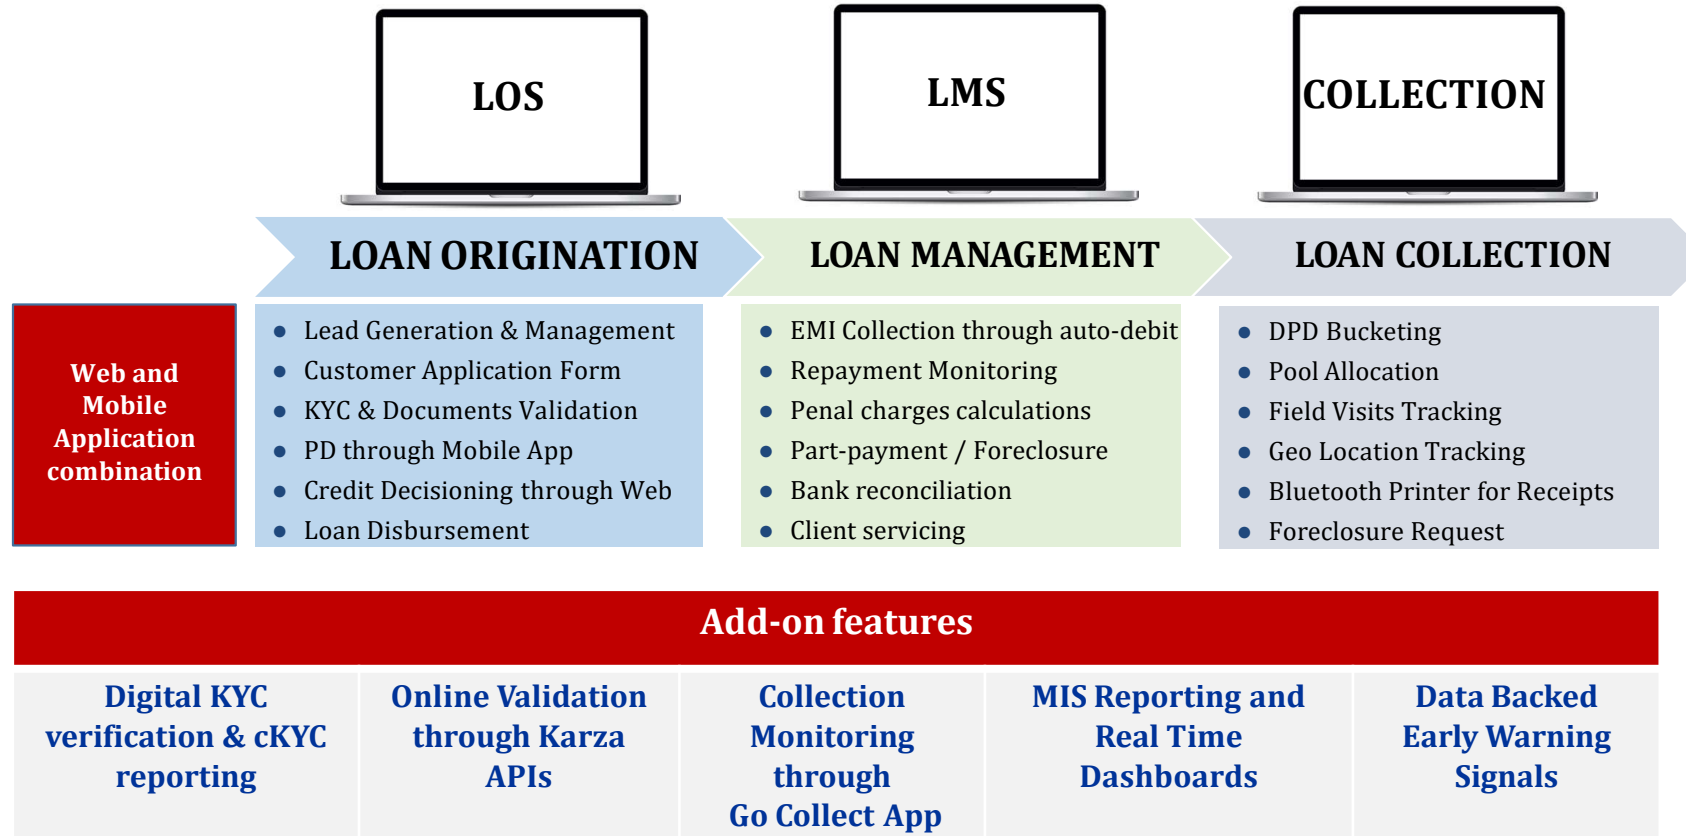 LOS
LMS
COLLECTION
LOAN ORIGINATION
LOAN MANAGEMENT
LOAN COLLECTION
Web and
Mobile
Application
combination
Lead Generation & Management
Customer Application Form
KYC & Documents Validation
PD through Mobile App
Credit Decisioning through Web
Loan Disbursement
EMI Collection through auto-debit
Repayment Monitoring
Penal charges calculations
Part-payment / Foreclosure
Bank reconciliation
Client servicing
DPD Bucketing
Pool Allocation
Field Visits Tracking
Geo Location Tracking
Bluetooth Printer for Receipts
Foreclosure Request
Add-on features
Digital KYC
verification & cKYC
reporting
Online Validation
through Karza
APIs
Collection
Monitoring
through
Go Collect App
MIS Reporting and
Real Time
Dashboards
Data Backed
Early Warning
Signals